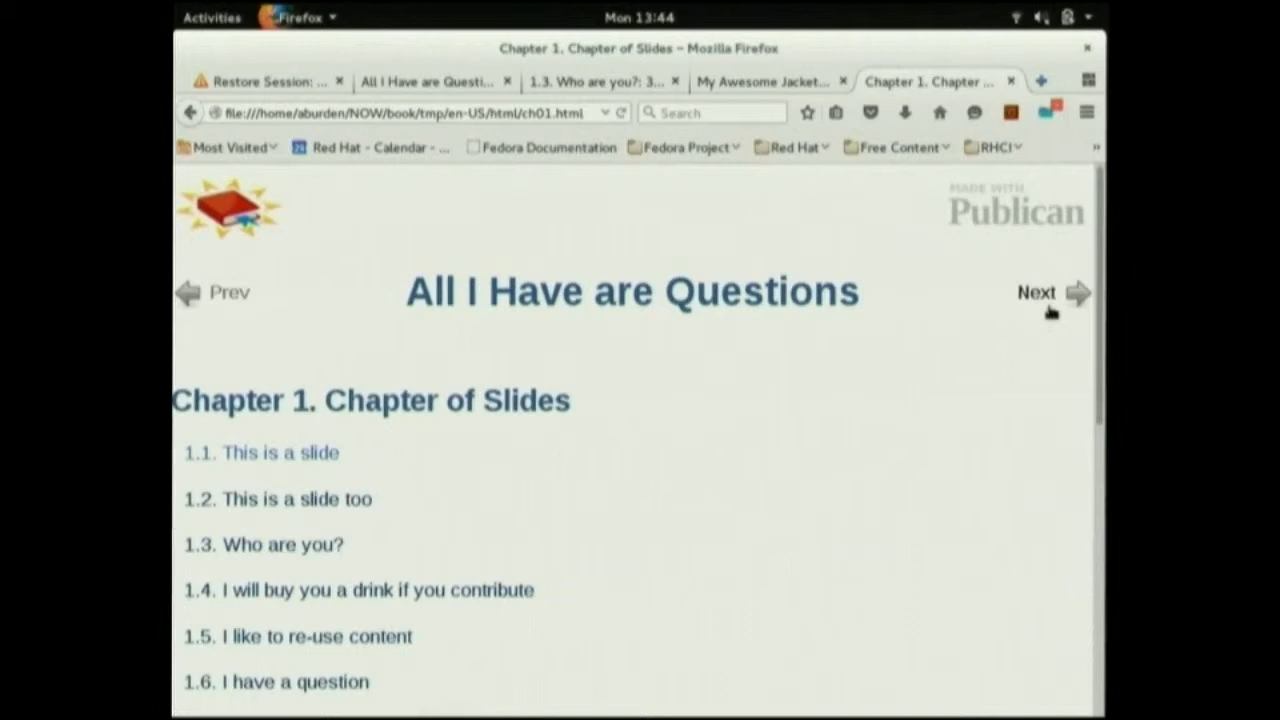 Activities Firefox Mon 13:44
Chapter 1. Chapter of Slides – Mozilla Firefox
Restore Session: ... All I Have are Questi... 1.3. Who are you?: 3... My Awesome Jacket... Chapter 1. Chapter ...
file:///home/aburden/NOW/book/tmp/en-US/html/ch01.html Search
Most Visited Red Hat - Calendar - ... Fedora Documentation Fedora Project Red Hat Free Content RHCI
MADE WITH
Publican
Prev All I Have are Questions Next
Chapter 1. Chapter of Slides
1.1. This is a slide
1.2. This is a slide too
1.3. Who are you?
1.4. I will buy you a drink if you contribute
1.5. I like to re-use content
1.6. I have a question